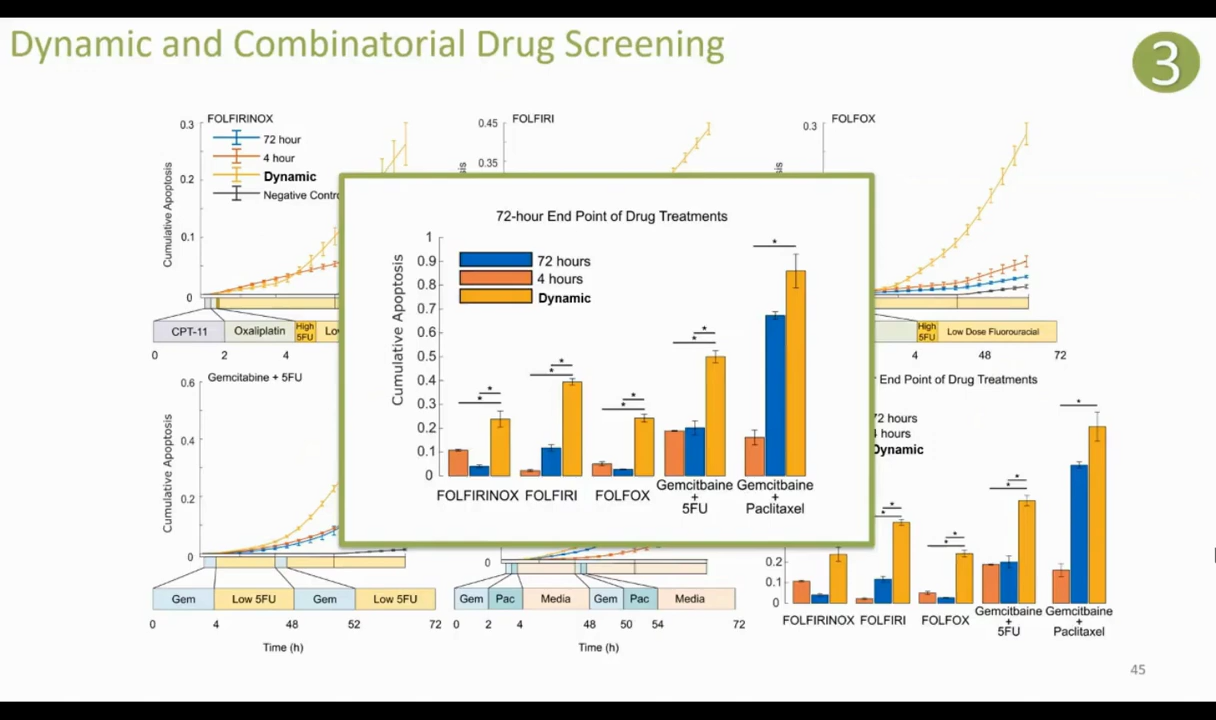 Dynamic and Combinatorial Drug Screening
3
FOLFIRINOX
0.3
0.2
0.1
0
Cumulative Apoptosis
72 hour
4 hour
Dynamic
Negative Contro
CPT-11
Oxaliplatin
High
5FU
0
2
4
FOLFIRI
0.45
0.35
FOLFOX
0.3
High
5FU
Low Dose Fluorouracial
4
48
72
72-hour End Point of Drug Treatments
Cumulative Apoptosis
1
0.9
0.8
0.7
0.6
0.5
0.4
0.3
0.2
0.1
0
72 hours
4 hours
Dynamic
* * * * * * * * *
FOLFIRINOX
FOLFIRI
FOLFOX
Gemcitbaine
+
5FU
Gemcitbaine
+
Paclitaxel
Gemcitabine + 5FU
0.6
0.4
0.2
0
Cumulative Apoptosis
Gem
Low 5FU
Gem
Low 5FU
0
4
48
52
72
Time (h)
0
Gem
Pac
Media
Gem
Pac
Media
0
2
4
48
50
54
72
Time (h)
End Point of Drug Treatments
72 hours
4 hours
Dynamic
0.2
0.1
0
FOLFIRINOX
FOLFIRI
FOLFOX
Gemcitbaine
+
5FU
Gemcitbaine
+
Paclitaxel
45